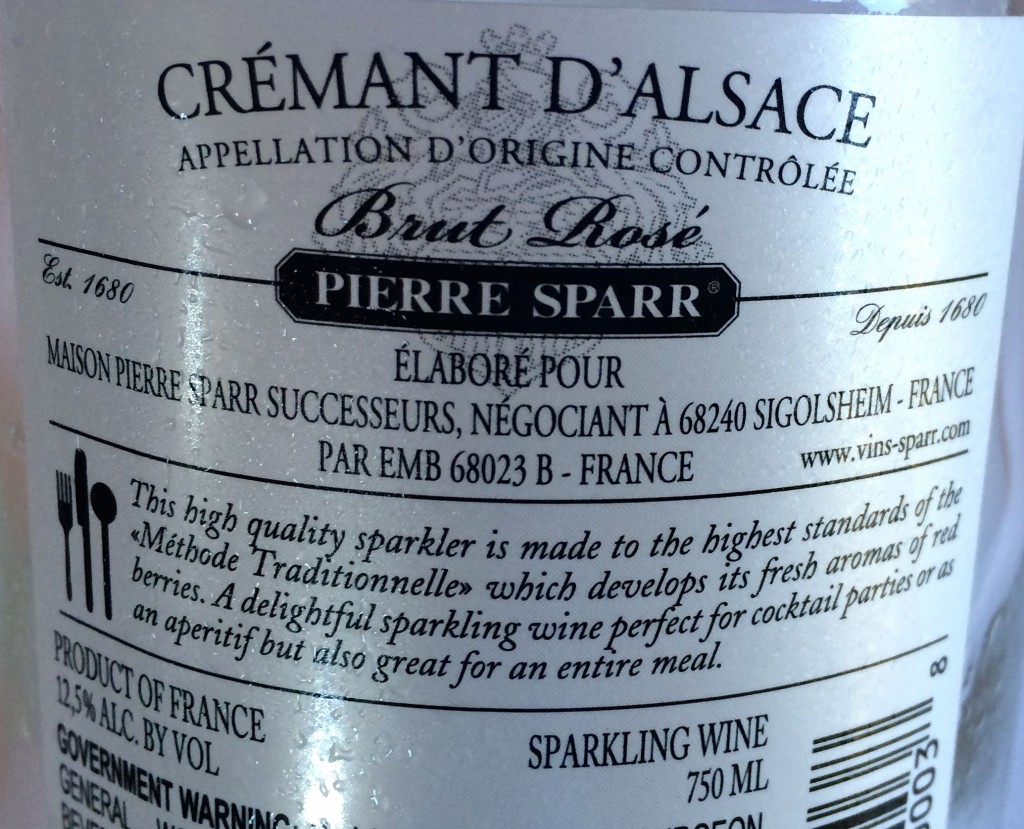 CRÉMANT D'ALSACE
APPELLATION D'ORIGINE CONTRÔLÉE
Brut Rosé
Est. 1680
PIERRE SPARR®
Depuis 1680
ÉLABORÉ POUR
MAISON PIERRE SPARR SUCCESSEURS, NÉGOCIANT À 68240 SIGOLSHEIM - FRANCE
PAR EMB 68023 B - FRANCE
www.vins-sparr.com
This high quality sparkler is made to the highest standards of the
«Méthode Traditionnelle» which develops its fresh aromas of red
berries. A delightful sparkling wine perfect for cocktail parties or as
an aperitif but also great for an entire meal.
PRODUCT OF FRANCE
12,5% ALC. BY VOL
SPARKLING WINE
750 ML
GOVERNMENT WARNING:
GENERAL
8